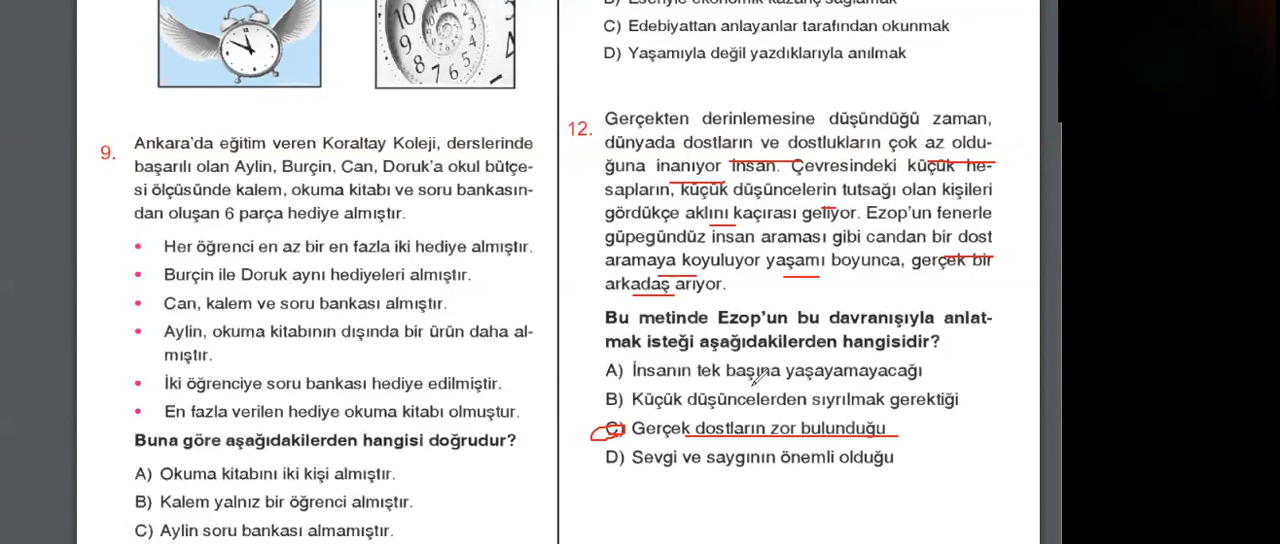 9.
Ankara'da eğitim veren Koraltay Koleji, derslerinde
başarılı olan Aylin, Burçin, Can, Doruk'a okul bütçe-
si ölçüsünde kalem, okuma kitabı ve soru bankasın-
dan oluşan 6 parça hediye almıştır.
• Her öğrenci en az bir en fazla iki hediye almıştır.
• Burçin ile Doruk aynı hediyeleri almıştır.
• Can, kalem ve soru bankası almıştır.
• Aylin, okuma kitabının dışında bir ürün daha al-
mıştır.
• İki öğrenciye soru bankası hediye edilmiştir.
• En fazla verilen hediye okuma kitabı olmuştur.
Buna göre aşağıdakilerden hangisi doğrudur?
A) Okuma kitabını iki kişi almıştır.
B) Kalem yalnız bir öğrenci almıştır.
C) Aylin soru bankası almamıştır.
C) Edebiyattan anlayanlar tarafından okunmak
D) Yaşamıyla değil yazdıklarıyla anılmak
12.
Gerçekten derinlemesine düşündüğü zaman,
dünyada dostların ve dostlukların çok az oldu-
ğuna inanıyor insan. Çevresindeki küçük he-
sapların, küçük düşüncelerin tutsağı olan kişileri
gördükçe aklını kaçırası geliyor. Ezop'un fenerle
güpegündüz insan araması gibi candan bir dost
aramaya koyuluyor yaşamı boyunca, gerçek bir
arkadaş arıyor.
Bu metinde Ezop'un bu davranışıyla anlat-
mak isteği aşağıdakilerden hangisidir?
A) İnsanın tek başına yaşayamayacağı
B) Küçük düşüncelerden sıyrılmak gerektiği
C) Gerçek dostların zor bulunduğu
D) Sevgi ve saygının önemli olduğu